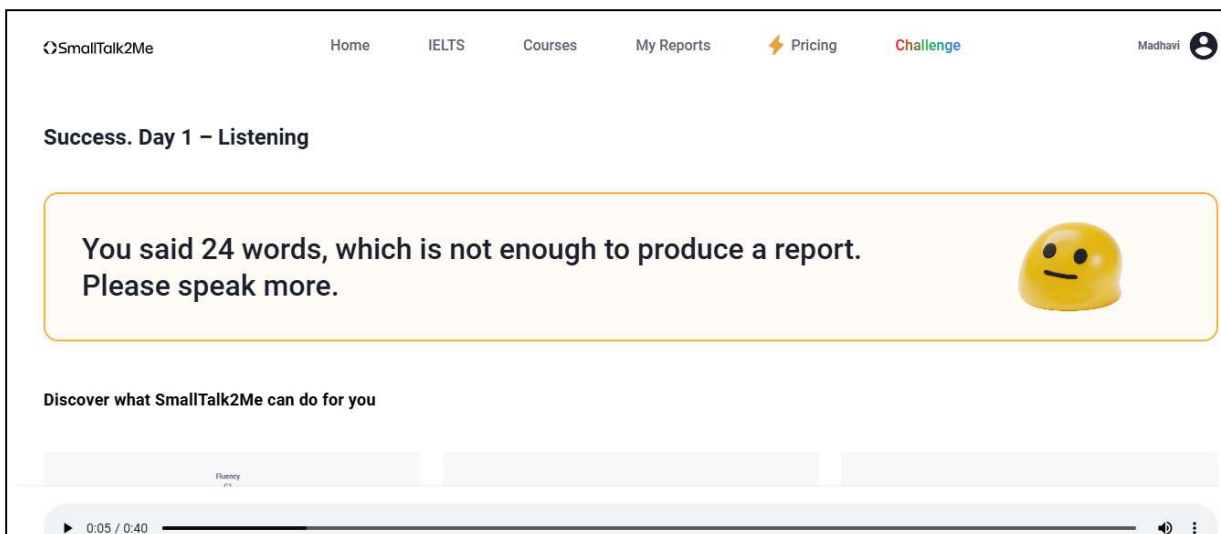 SmallTalk2Me Home IELTS Courses My Reports Pricing Challenge Madhavi
Success. Day 1 – Listening
You said 24 words, which is not enough to produce a report.
Please speak more.
Discover what SmallTalk2Me can do for you
Fluency
0:05 / 0:40